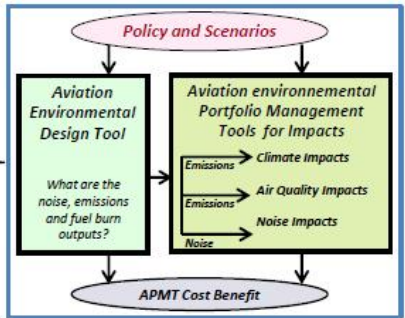 Policy and Scenarios
Aviation
Environmental
Design Tool
What are the
noise, emissions
and fuel burn
outputs?
Aviation environnemental
Portfolio Management
Tools for Impacts
Emissions
Climate Impacts
Emissions
Air Quality Impacts
Noise
Noise Impacts
APMT Cost Benefit